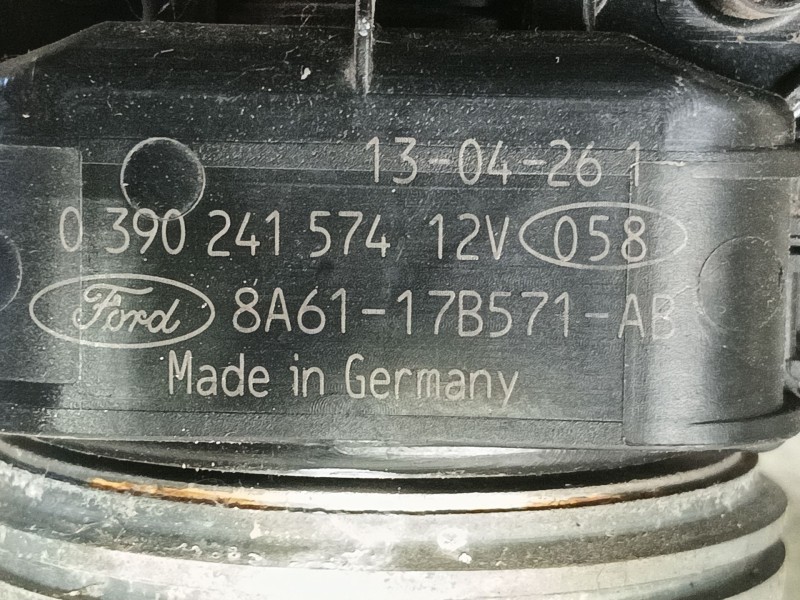 13-04-26 1
0 390 241 574 12V 058
Ford 8A61-17B571-AB
Made in Germany